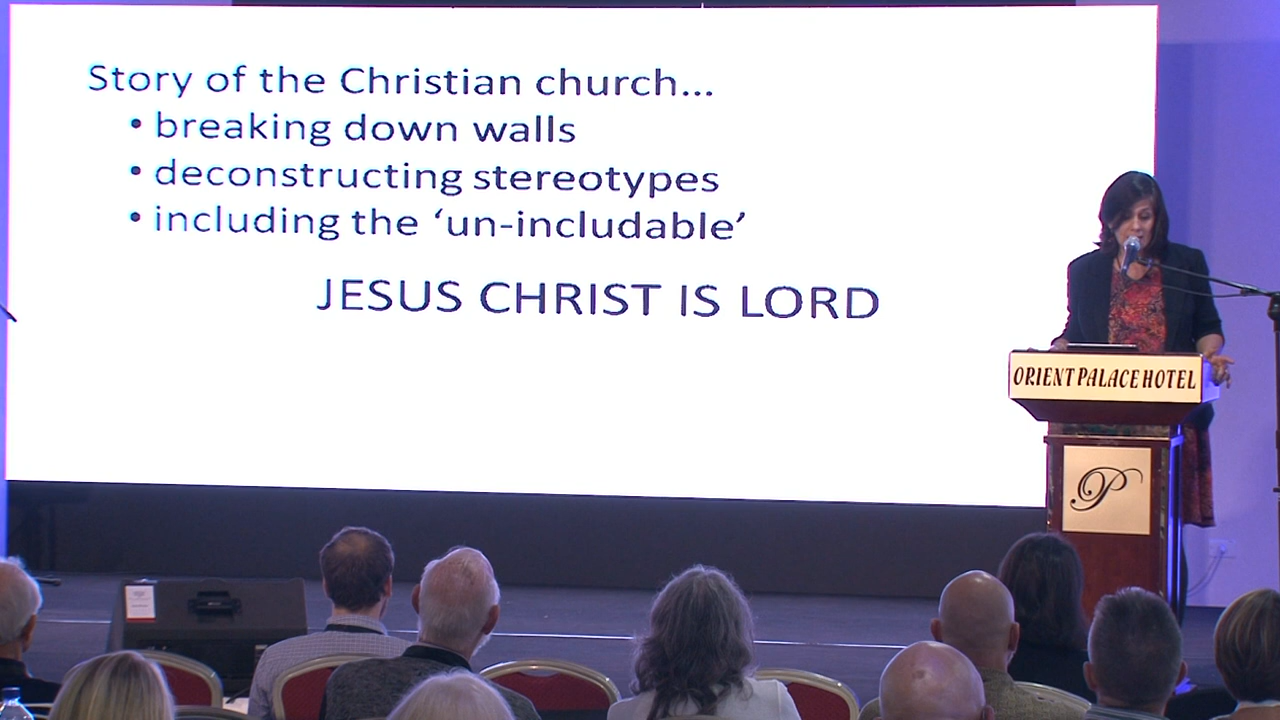 Story of the Christian church...
• breaking down walls
• deconstructing stereotypes
• including the ‘un-includable’
JESUS CHRIST IS LORD
ORIENT PALACE HOTEL
P